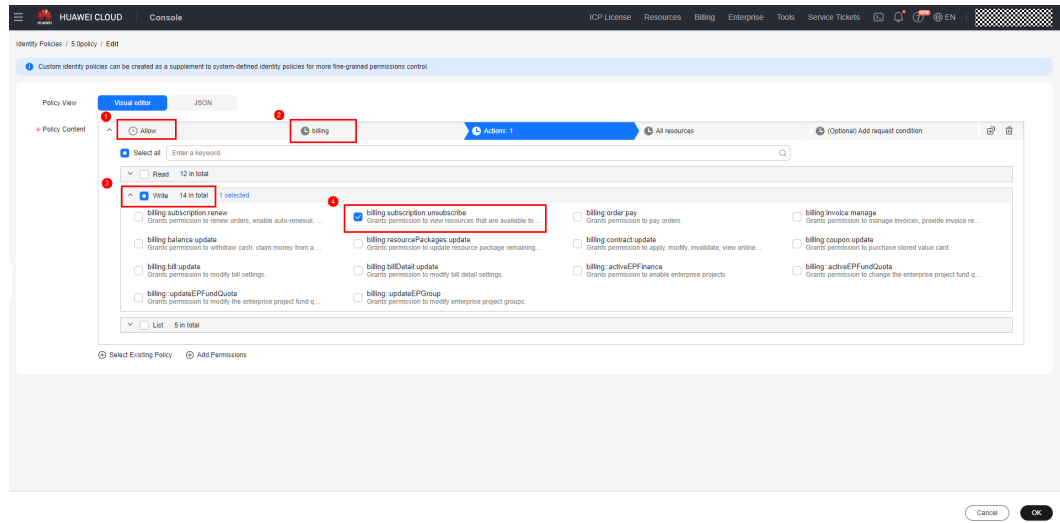 HUAWEI HUAWEI CLOUD Console ICP License Resources Billing Enterprise Tools Service Tickets NEW EN
Identity Policies / 5.0policy / Edit
Custom identity policies can be created as a supplement to system-defined identity policies for more fine-grained permissions control.
Policy View Visual editor JSON
1 2
* Policy Content Allow billing Actions: 1 All resources (Optional) Add request condition
Select all Enter a keyword.
Read 12 in total
3
Write 14 in total 1 selected
4
billing:subscription:renew billing:subscription:unsubscribe billing:order:pay billing:invoice:manage
Grants permission to renew orders, enable auto-renewal, ... Grants permission to view resources that are available to ... Grants permission to pay orders. Grants permission to manage invoices, provide invoice re...
billing:balance:update billing:resourcePackages:update billing:contract:update billing:coupon:update
Grants permission to withdraw cash, claim money from a ... Grants permission to update resource package remaining... Grants permission to apply, modify, invalidate, view online... Grants permission to purchase stored value card.
billing:bill:update billing:billDetail:update billing::activeEPFinance billing::activeEPFundQuota
Grants permission to modify bill settings. Grants permission to modify bill detail settings. Grants permission to enable enterprise projects. Grants permission to change the enterprise project fund q...
billing::updateEPFundQuota billing::updateEPGroup
Grants permission to modify the enterprise project fund q... Grants permission to modify enterprise project groups.
List 5 in total
Select Existing Policy Add Permissions
Cancel OK